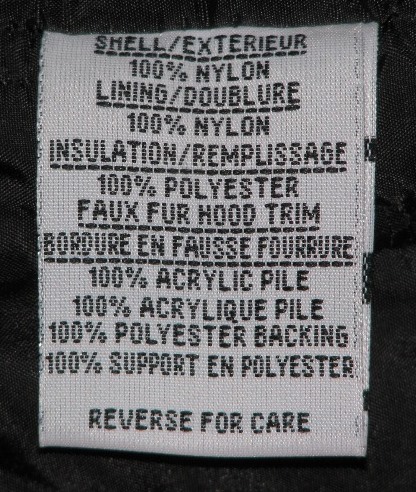 SHELL/EXTERIEUR
100% NYLON
LINING/DOUBLURE
100% NYLON
INSULATION/REMPLISSAGE
100% POLYESTER
FAUX FUR HOOD TRIM
BORDURE EN FAUSSE FOURRURE
100% ACRYLIC PILE
100% ACRYLIQUE PILE
100% POLYESTER BACKING
100% SUPPORT EN POLYESTER
REVERSE FOR CARE